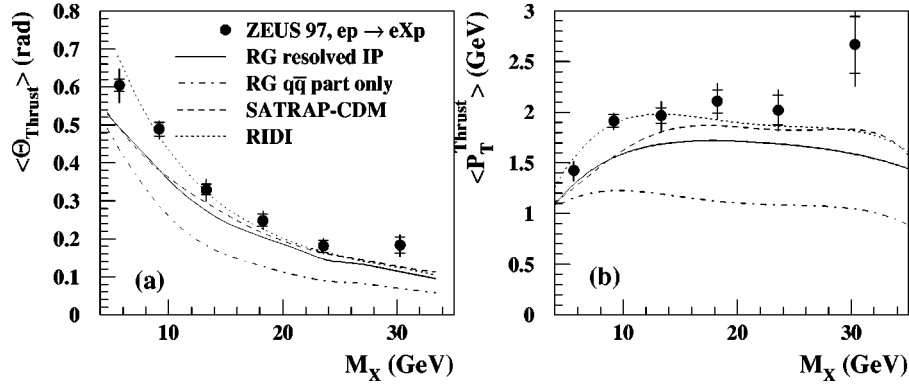 <Θ_Thrust> (rad)
0.8
0.7
0.6
0.5
0.4
0.3
0.2
0.1
0
10
20
30
M_X (GeV)
(a)
ZEUS 97, ep → eXp
RG resolved IP
RG qq̅ part only
SATRAP-CDM
RIDI
<P_T^Thrust> (GeV)
3
2.5
2
1.5
1
0.5
0
10
20
30
M_X (GeV)
(b)